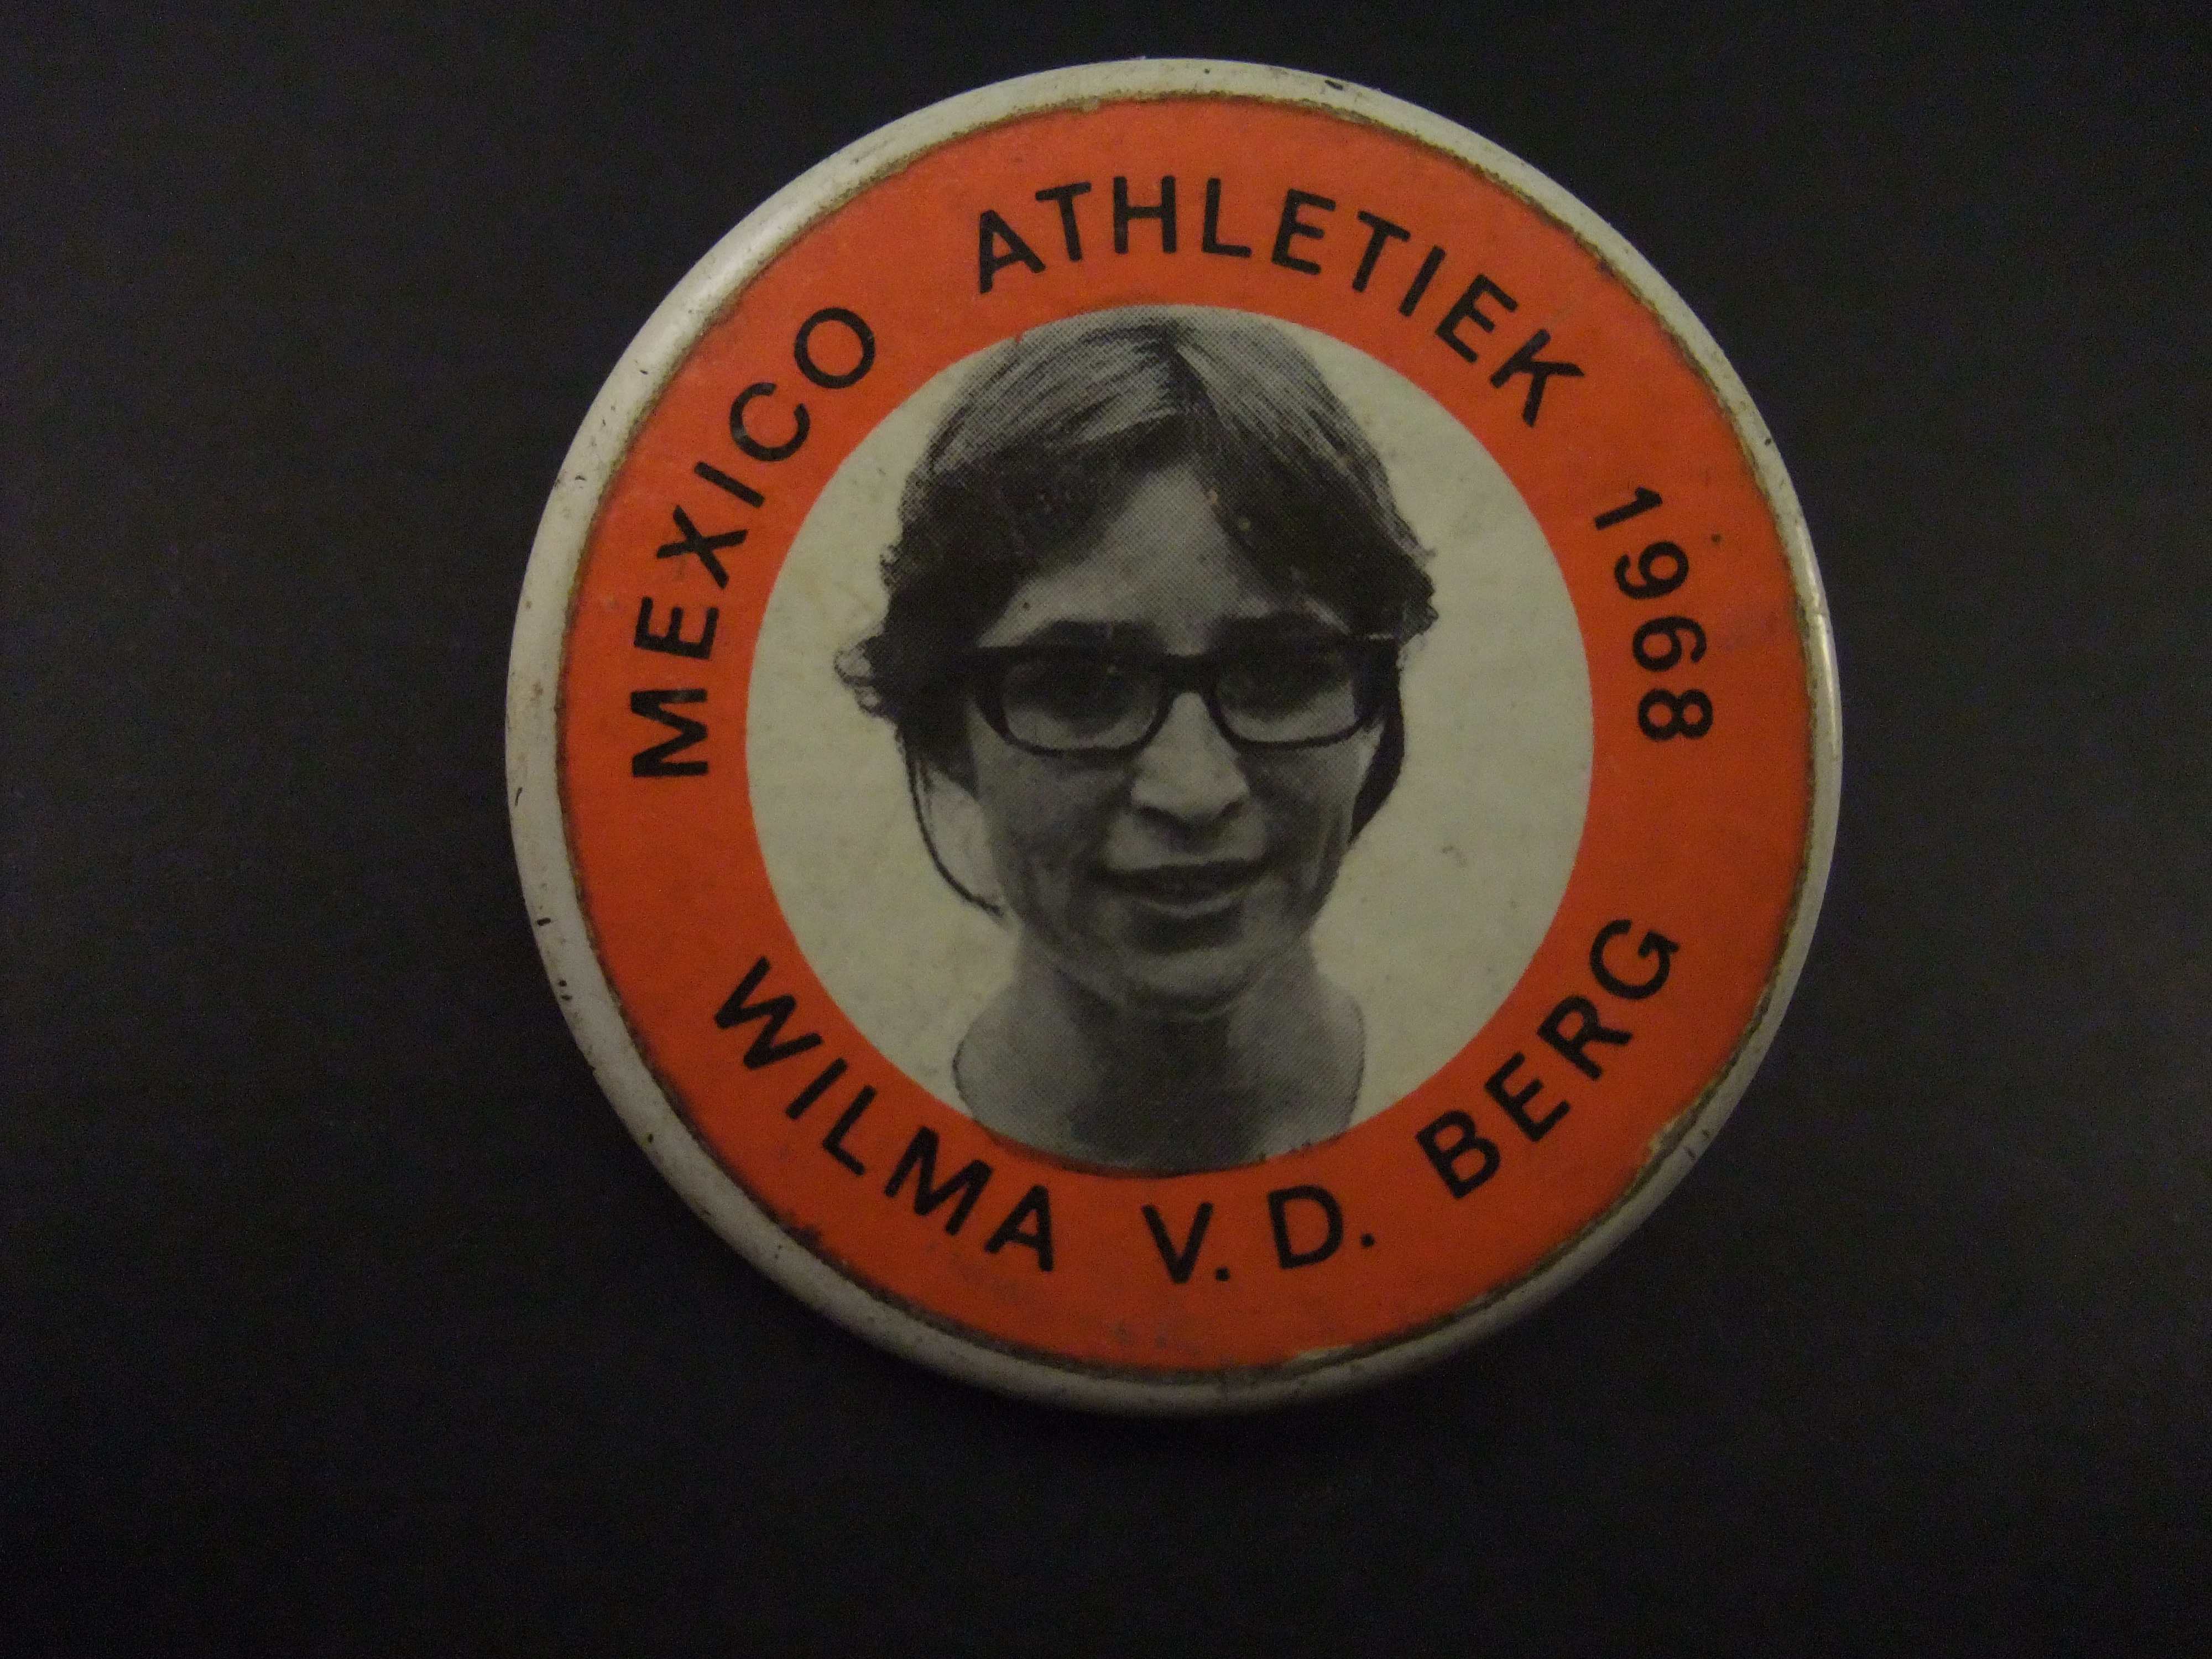 MEXICO ATHLETIEK 1968
WILMA V.D. BERG